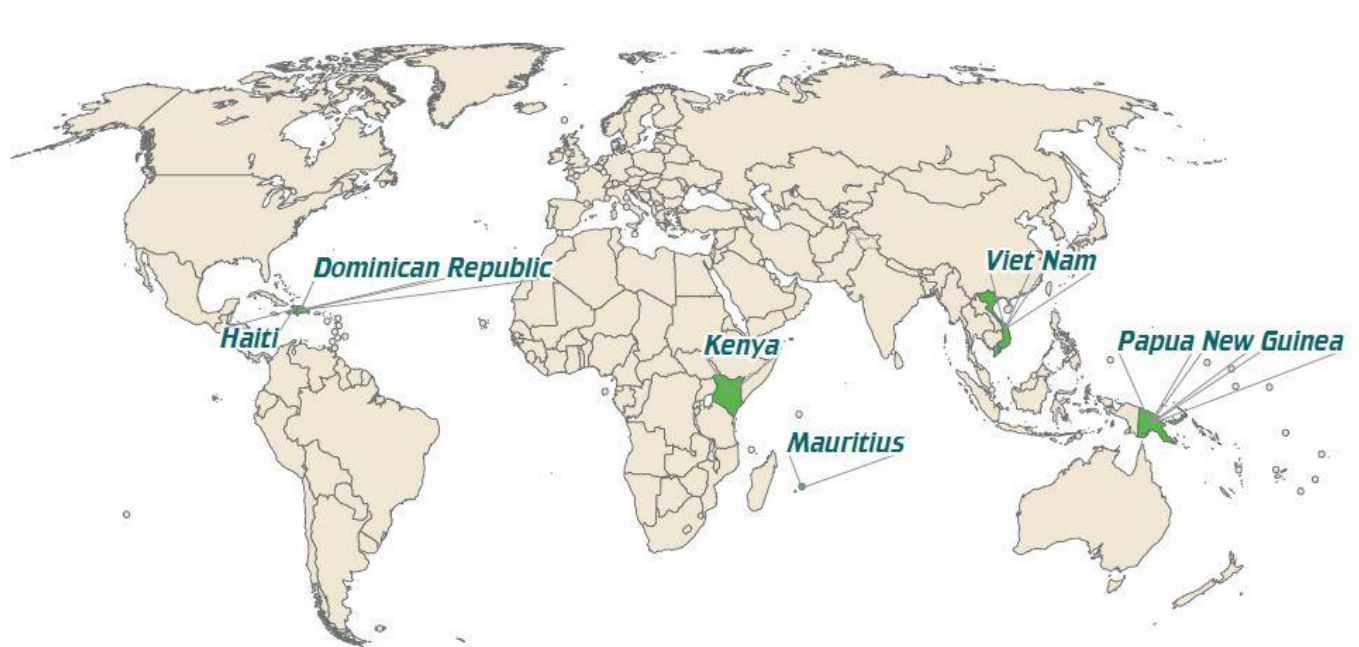 Dominican Republic
Viet Nam
Haiti
Kenya
Papua New Guinea
Mauritius